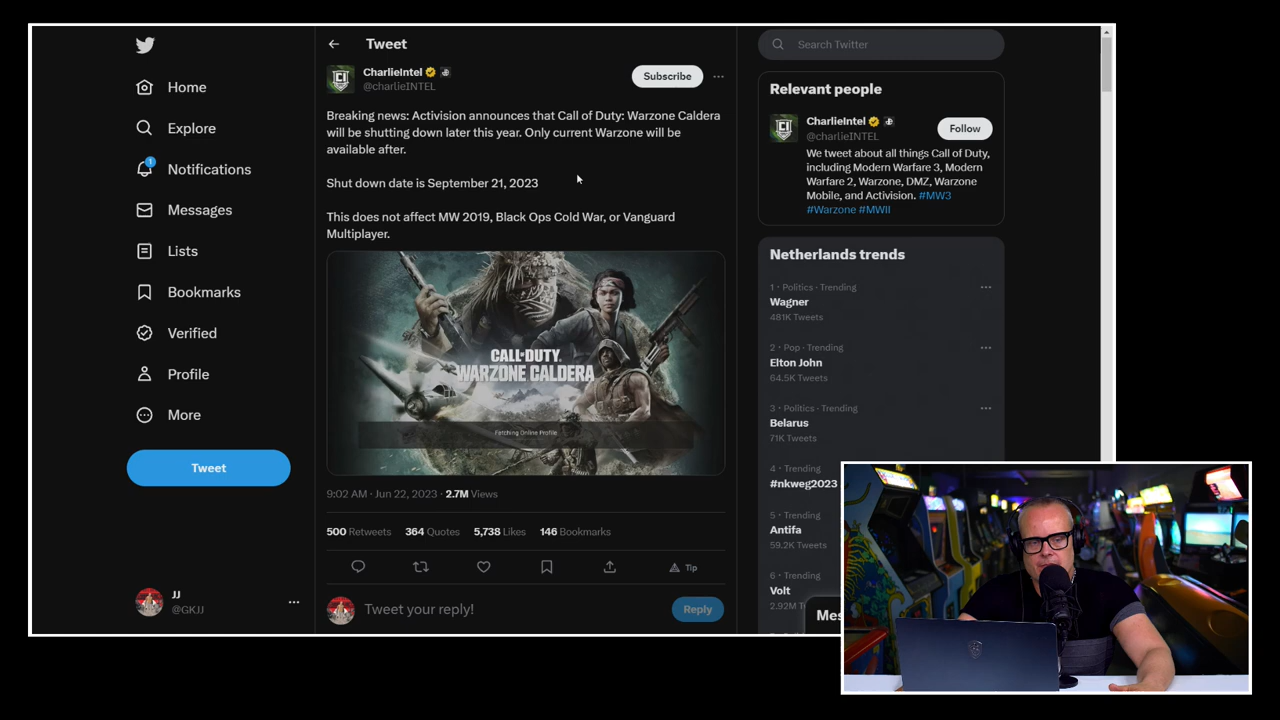 Home
Explore
1
Notifications
Messages
Lists
Bookmarks
Verified
Profile
More
Tweet
JJ
@GKJJ
Tweet
CharlieIntel
@charlieINTEL
Subscribe
Breaking news: Activision announces that Call of Duty: Warzone Caldera
will be shutting down later this year. Only current Warzone will be
available after.
Shut down date is September 21, 2023
This does not affect MW 2019, Black Ops Cold War, or Vanguard
Multiplayer.
CALL·DUTY
WARZONE CALDERA
Fetching Online Profile
9:02 AM · Jun 22, 2023 · 2.7M Views
500 Retweets 364 Quotes 5,738 Likes 146 Bookmarks
Tip
Tweet your reply!
Reply
Search Twitter
Relevant people
CharlieIntel
@charlieINTEL
Follow
We tweet about all things Call of Duty,
including Modern Warfare 3, Modern
Warfare 2, Warzone, DMZ, Warzone
Mobile, and Activision. #MW3
#Warzone #MWII
Netherlands trends
1 · Politics · Trending
Wagner
481K Tweets
2 · Pop · Trending
Elton John
64.5K Tweets
3 · Politics · Trending
Belarus
71K Tweets
4 · Trending
#nkweg2023
5 · Trending
Antifa
59.2K Tweets
6 · Trending
Volt
2.92M T
Mes